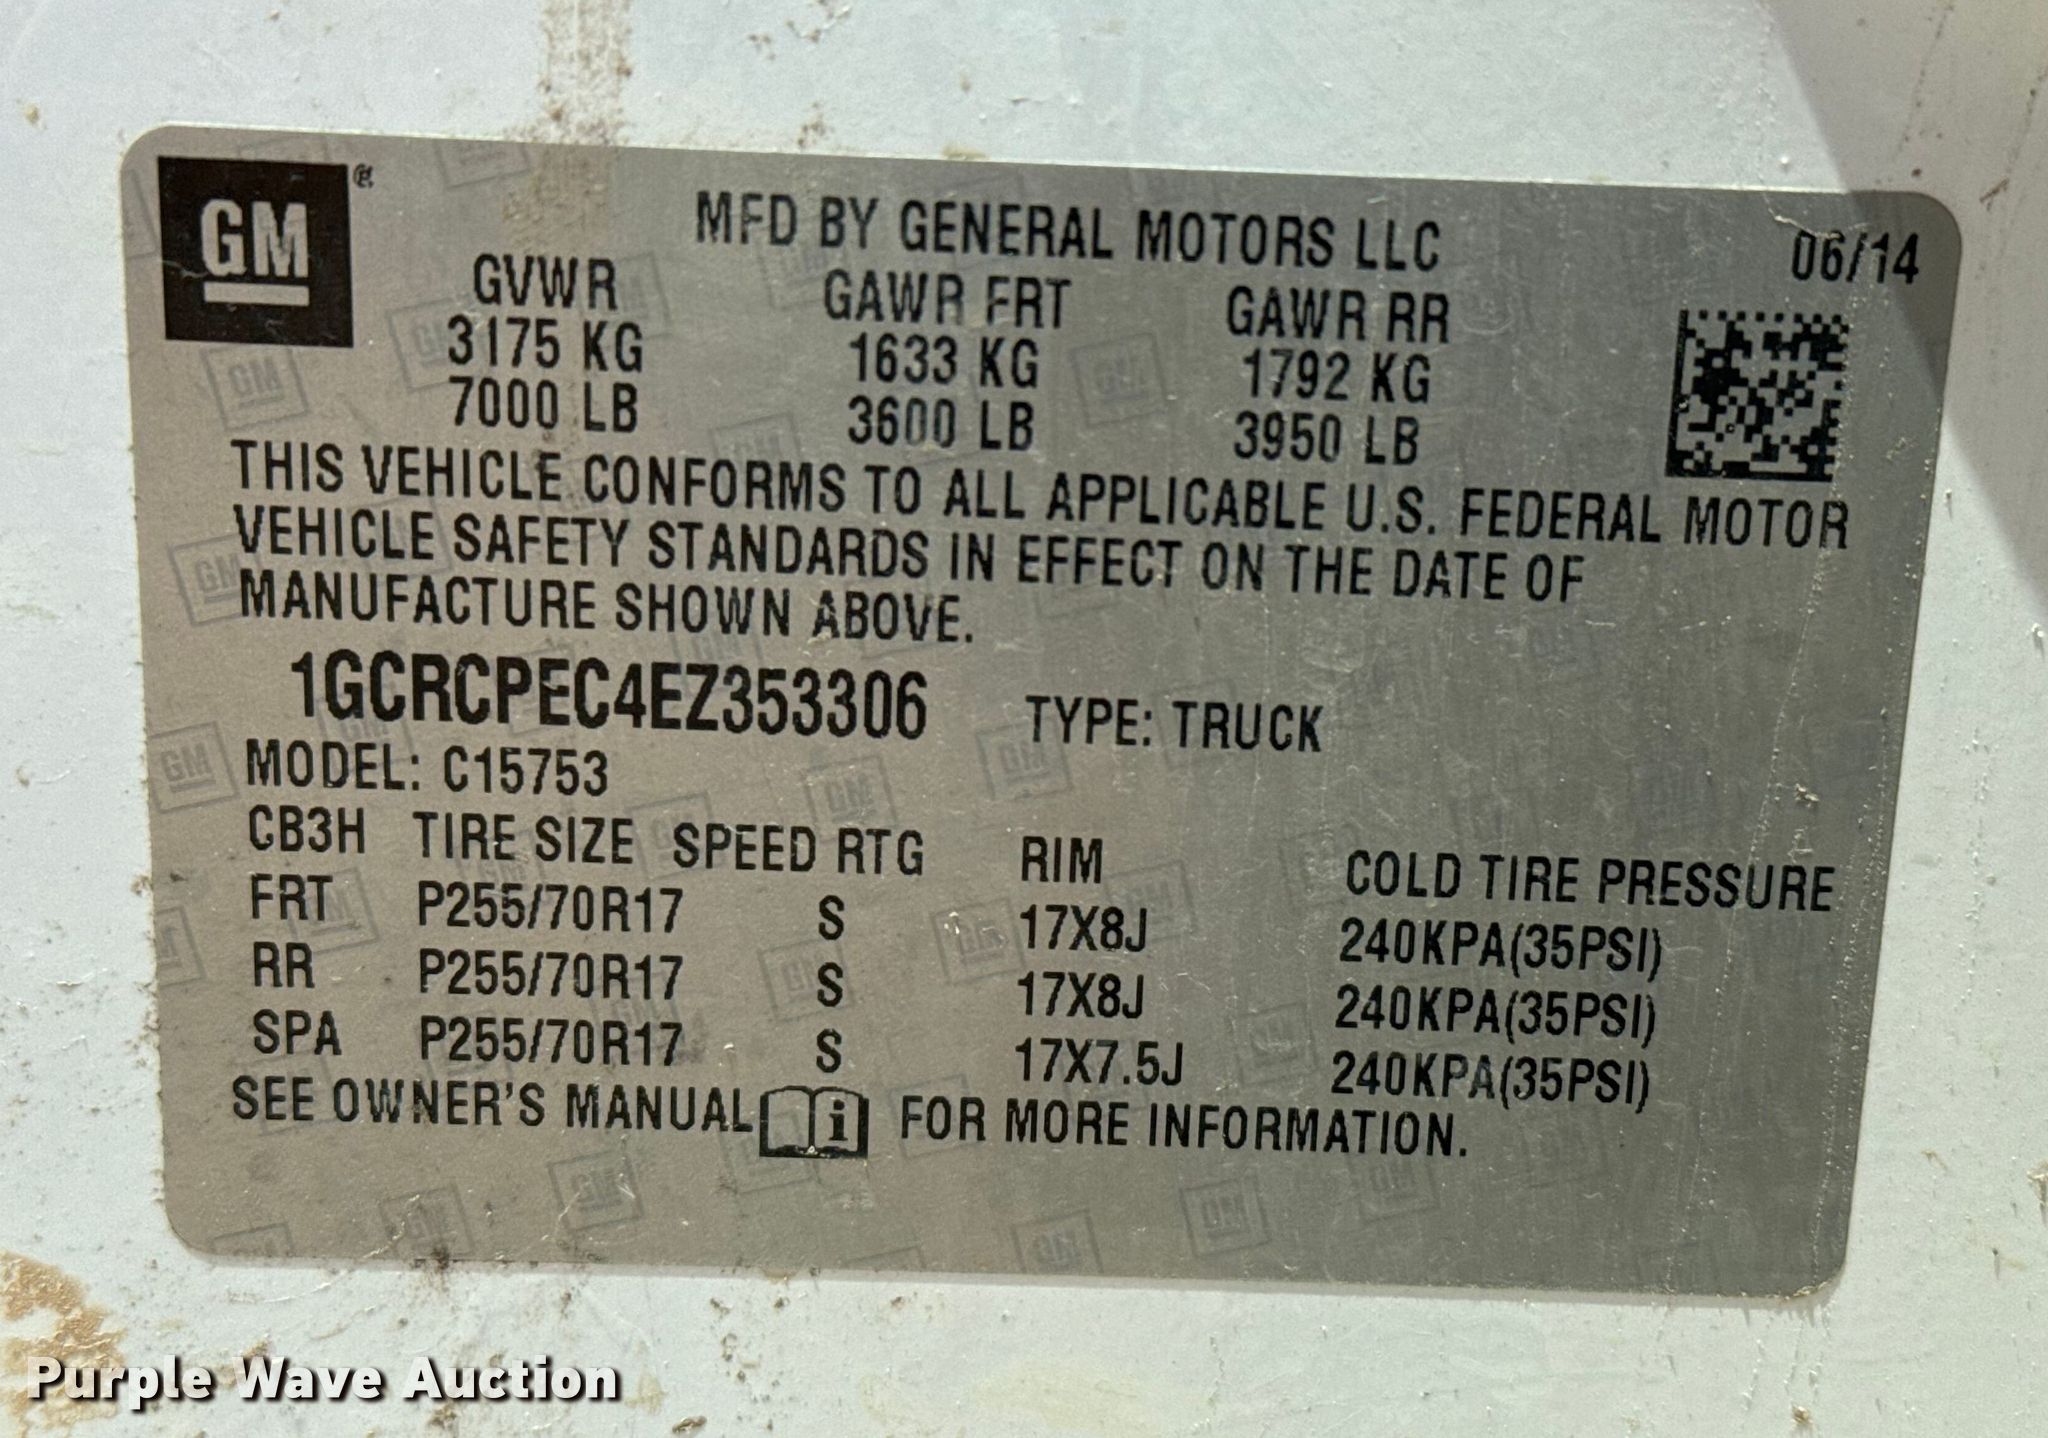 GM
MFD BY GENERAL MOTORS LLC
06/14
GVWR GAWR FRT GAWR RR
3175 KG 1633 KG 1792 KG
7000 LB 3600 LB 3950 LB
THIS VEHICLE CONFORMS TO ALL APPLICABLE U.S. FEDERAL MOTOR
VEHICLE SAFETY STANDARDS IN EFFECT ON THE DATE OF
MANUFACTURE SHOWN ABOVE.
1GCRCPEC4EZ353306 TYPE: TRUCK
MODEL: C15753
CB3H TIRE SIZE SPEED RTG RIM COLD TIRE PRESSURE
FRT P255/70R17 S 17X8J 240KPA(35PSI)
RR P255/70R17 S 17X8J 240KPA(35PSI)
SPA P255/70R17 S 17X7.5J 240KPA(35PSI)
SEE OWNER'S MANUAL i FOR MORE INFORMATION.
Purple Wave Auction